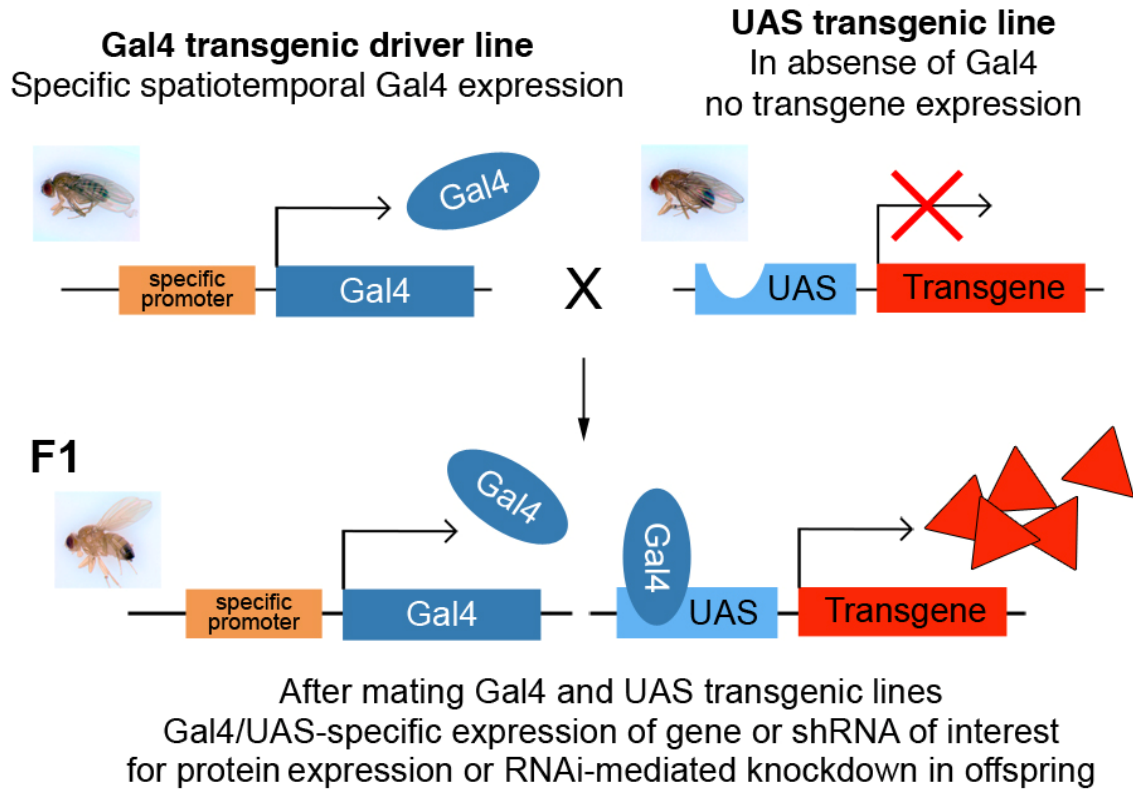 Gal4 transgenic driver line
Specific spatiotemporal Gal4 expression
UAS transgenic line
In absense of Gal4
no transgene expression
Gal4
specific
promoter
Gal4
X
UAS
Transgene
F1
Gal4
Gal4
specific
promoter
Gal4
UAS
Transgene
After mating Gal4 and UAS transgenic lines
Gal4/UAS-specific expression of gene or shRNA of interest
for protein expression or RNAi-mediated knockdown in offspring